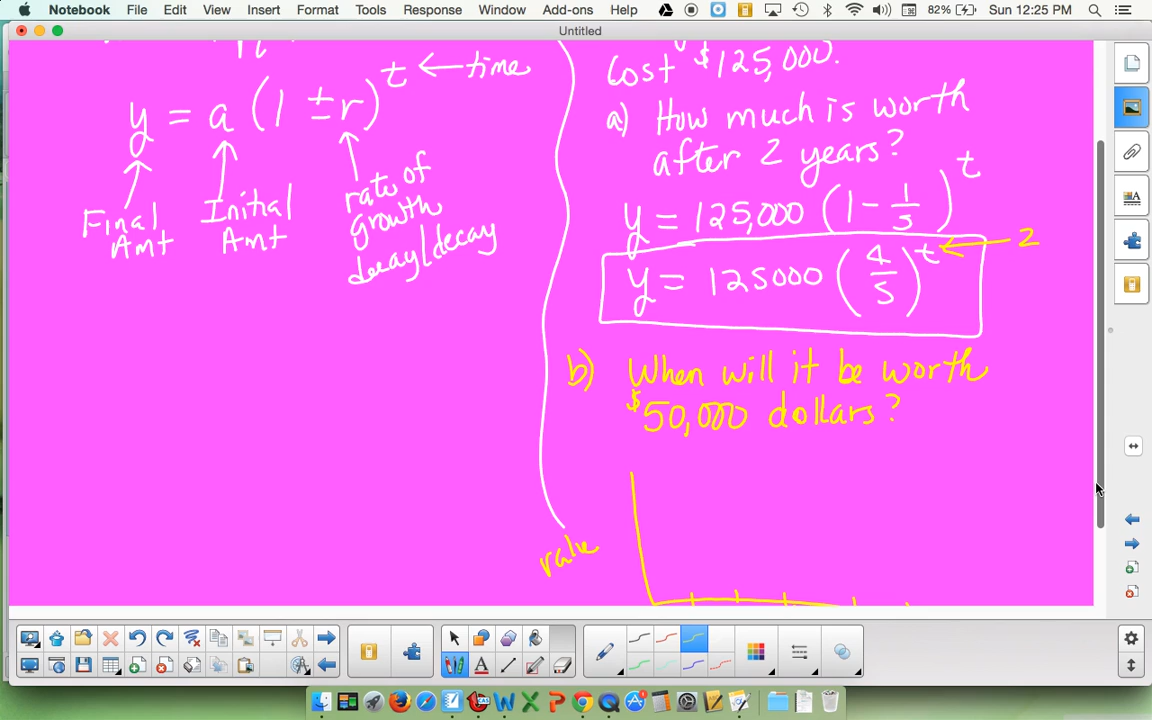 Notebook File Edit View Insert Format Tools Response Window Add-ons Help 82% Sun 12:25 PM
Untitled
t ← time
y = a (1 ± r)
Final Amt
Initial Amt
rate of
growth
decay/decay
Cost $125,000.
a) How much is worth
after 2 years?
y = 125,000 (1 - 1/5)^t
y = 125000 (4/5)^t ← 2
b) When will it be worth
$50,000 dollars?
value